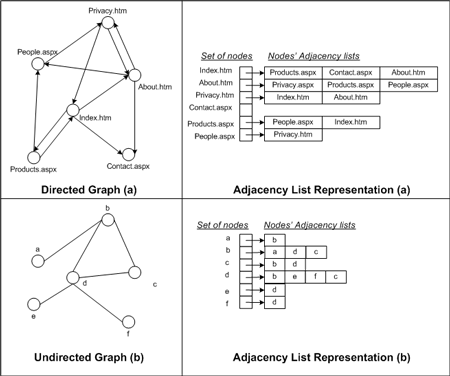 Privacy.htm
People.aspx
About.htm
Index.htm
Products.aspx
Contact.aspx
Directed Graph (a)
Set of nodes Nodes' Adjacency lists
Index.htm Products.aspx Contact.aspx About.htm
About.htm Privacy.aspx Products.aspx People.aspx
Privacy.htm Index.htm About.htm
Contact.aspx
Products.aspx People.aspx Index.htm
People.aspx Privacy.htm
Adjacency List Representation (a)
b
a
d
c
e
f
Undirected Graph (b)
Set of nodes Nodes' Adjacency lists
a b
b a d c
c b d
d b e f c
e d
f d
Adjacency List Representation (b)